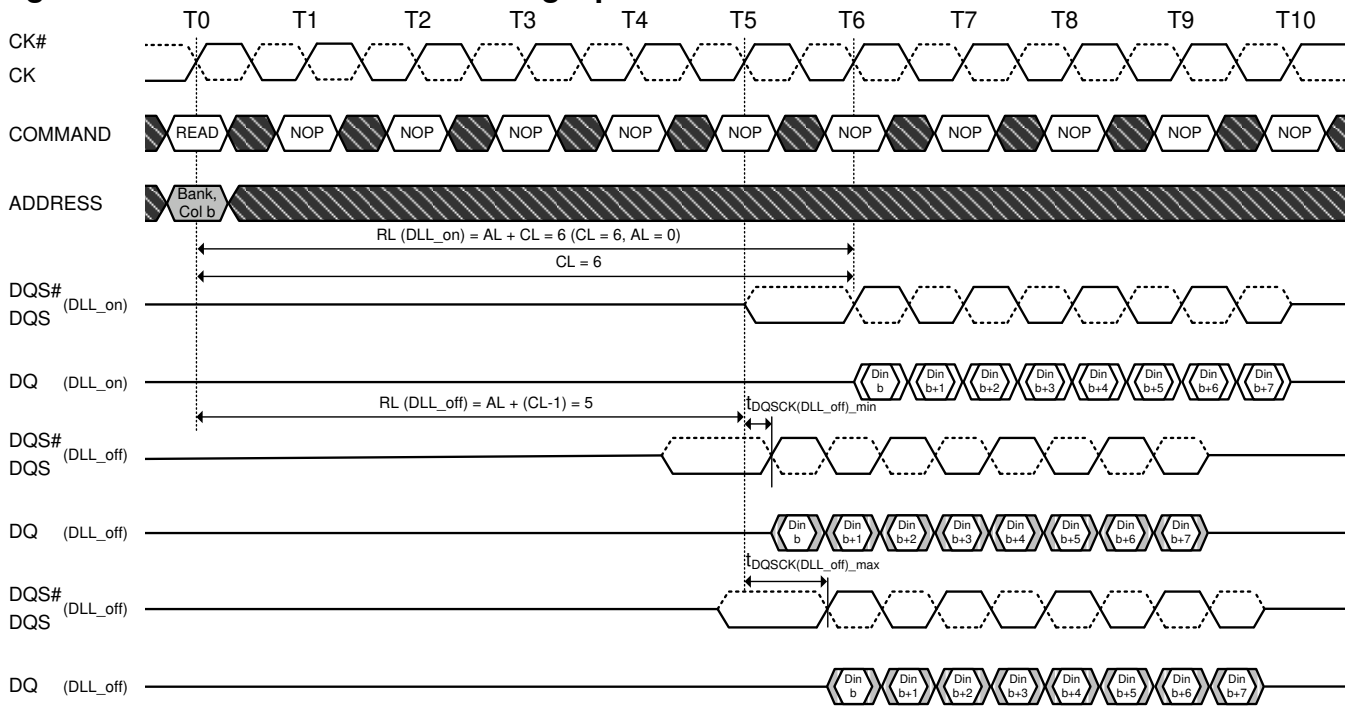 T0 T1 T2 T3 T4 T5 T6 T7 T8 T9 T10
CK#
CK
COMMAND READ NOP NOP NOP NOP NOP NOP NOP NOP NOP NOP
ADDRESS Bank,
Col b
RL (DLL_on) = AL + CL = 6 (CL = 6, AL = 0)
CL = 6
DQS# (DLL_on)
DQS
DQ (DLL_on) Din b Din b+1 Din b+2 Din b+3 Din b+4 Din b+5 Din b+6 Din b+7
RL (DLL_off) = AL + (CL-1) = 5 tDQSCK(DLL_off)_min
DQS# (DLL_off)
DQS
DQ (DLL_off) Din b Din b+1 Din b+2 Din b+3 Din b+4 Din b+5 Din b+6 Din b+7
tDQSCK(DLL_off)_max
DQS# (DLL_off)
DQS
DQ (DLL_off) Din b Din b+1 Din b+2 Din b+3 Din b+4 Din b+5 Din b+6 Din b+7